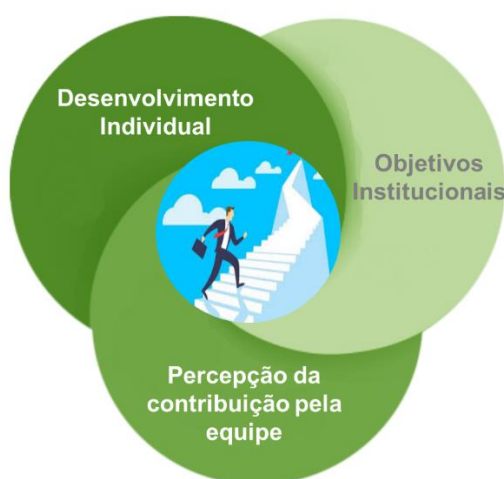 Desenvolvimento
Individual
Objetivos
Institucionais
Percepção da
contribuição pela
equipe